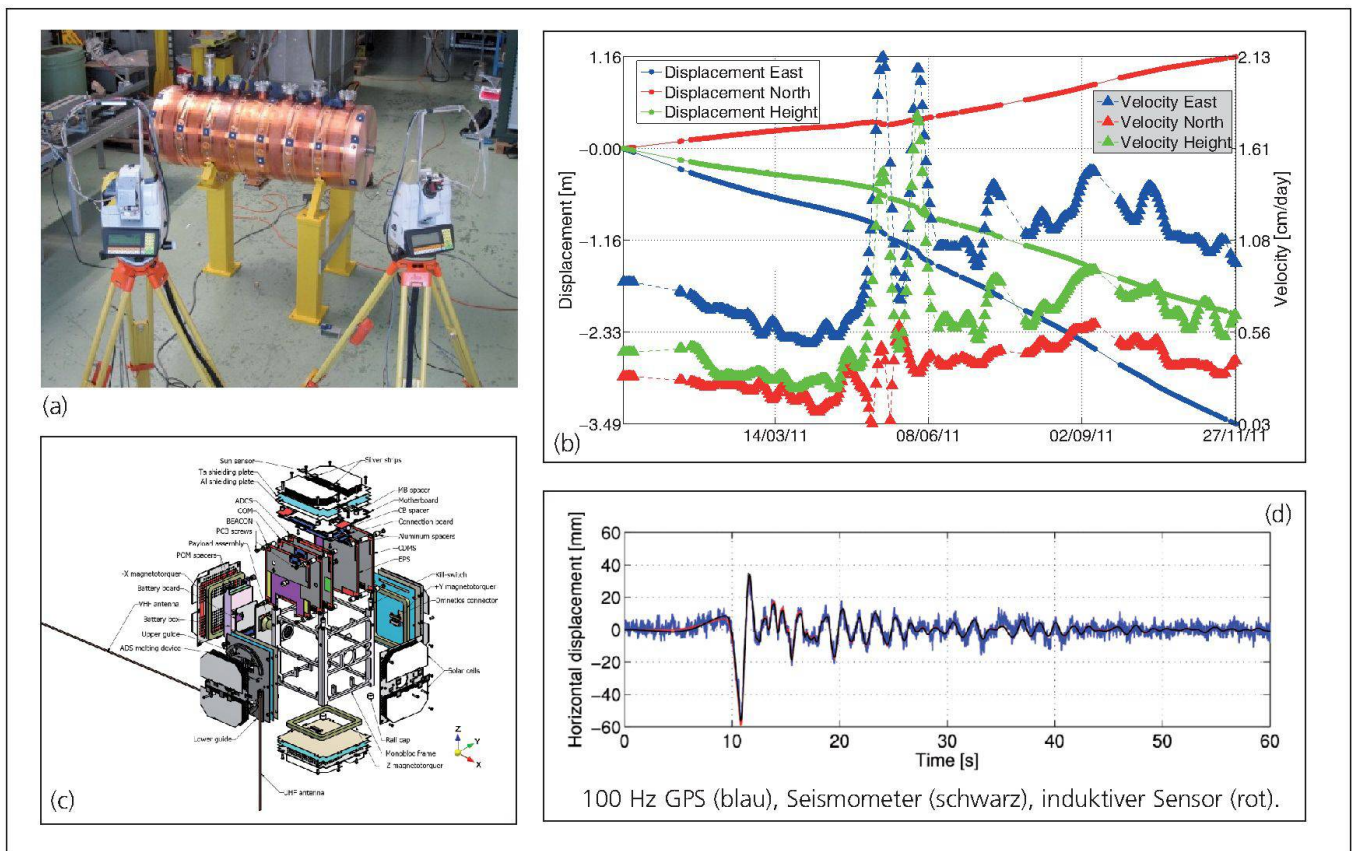 (a)
1.16
−0.00
−1.16
−2.33
−3.49
Displacement [m]
Displacement East
Displacement North
Displacement Height
Velocity East
Velocity North
Velocity Height
2.13
1.61
1.08
0.56
0.03
Velocity [cm/day]
14/03/11
08/06/11
02/09/11
27/11/11
(b)
Sun sensor
Silver strips
Ta shielding plate
Al shielding plate
MB spacer
Motherboard
ADCS
CB spacer
COM
Connection board
BEACON
Aluminum spacers
PCB screws
CDMS
Payload assembly
EPS
PCM spacers
Kill-switch
-X magnetotorquer
+Y magnetotorquer
Battery board
Omnetics connector
VHF antenna
Battery box
Upper guide
ADS melting device
Solar cells
Lower guide
Rail cap
Monobloc frame
-Z magnetotorquer
UHF antenna
Z
Y
X
(c)
(d)
60
40
20
0
−20
−40
−60
Horizontal displacement [mm]
0
10
20
30
40
50
60
Time [s]
100 Hz GPS (blau), Seismometer (schwarz), induktiver Sensor (rot).